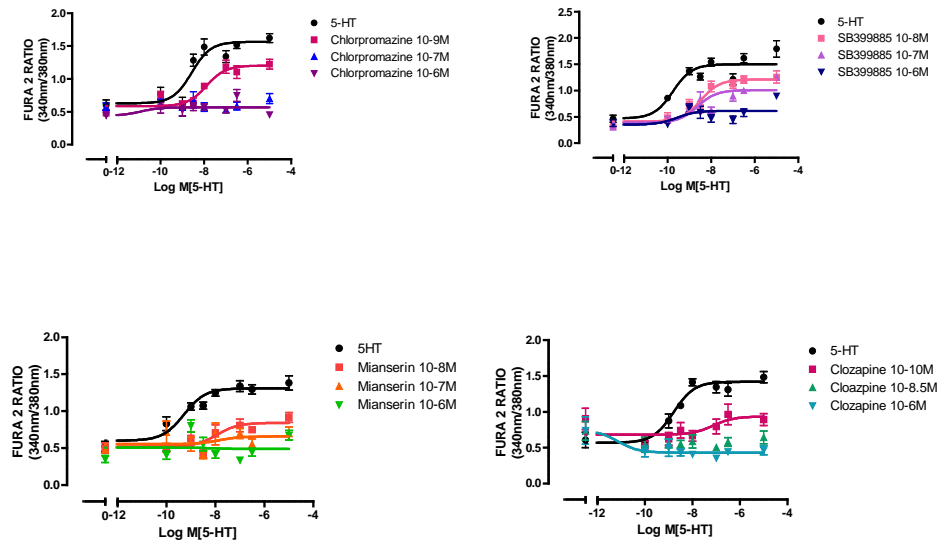 5-HT
Chlorpromazine 10-9M
Chlorpromazine 10-7M
Chlorpromazine 10-6M
FURA 2 RATIO
(340nm/380nm)
2.0
1.5
1.0
0.5
0.0
0 -12 -10 -8 -6 -4
Log M[5-HT]
5-HT
SB399885 10-8M
SB399885 10-7M
SB399885 10-6M
FURA 2 RATIO
(340nm/380nm)
2.5
2.0
1.5
1.0
0.5
0.0
0 -12 -10 -8 -6 -4
Log M[5-HT]
5HT
Mianserin 10-8M
Mianserin 10-7M
Mianserin 10-6M
FURA 2 RATIO
(340nm/380nm)
2.0
1.5
1.0
0.5
0.0
0 -12 -10 -8 -6 -4
Log M[5-HT]
5-HT
Clozapine 10-10M
Cloazpine 10-8.5M
Clozapine 10-6M
FURA 2 RATIO
(340nm/380nm)
2.0
1.5
1.0
0.5
0.0
-12 -10 -8 -6 -4
Log M[5-HT]